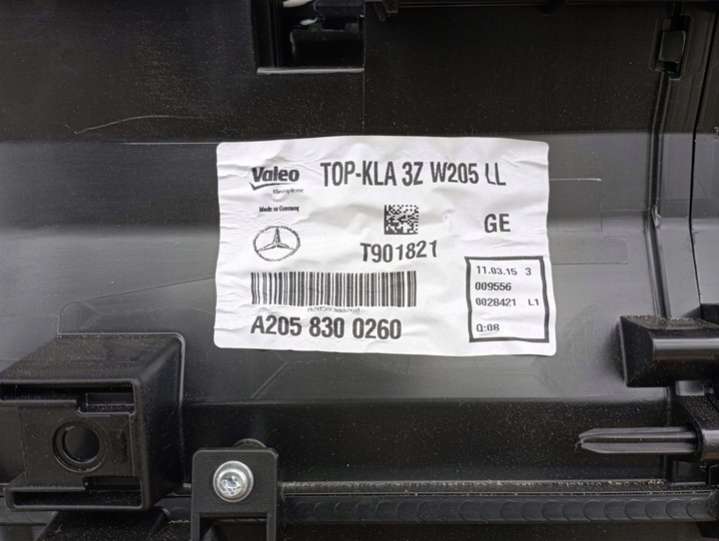 Valeo TOP-KLA 3Z W205 LL
Made in Germany
GE
T901821
11.03.15 3
009556
0028421 L1
Q:08
A205 830 0260